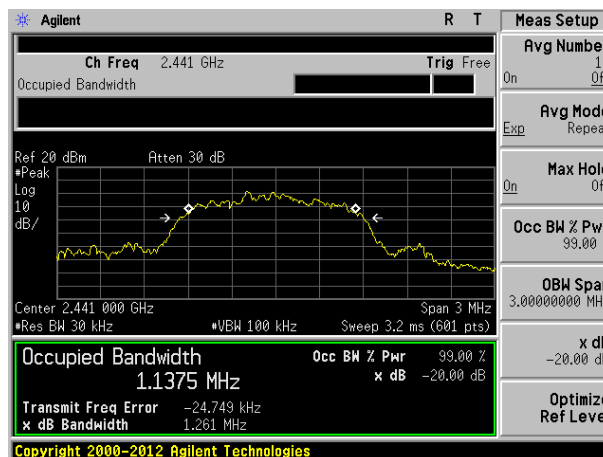 Agilent R T
Meas Setup
Ch Freq 2.441 GHz Trig Free
Occupied Bandwidth
Avg Number
1
On Of
Avg Mode
Exp Repea
Max Hold
On Of
Occ BW % Pwr
99.00
OBW Span
3.00000000 MH
x dB
-20.00 d
Optimize
Ref Level
Ref 20 dBm Atten 30 dB
#Peak
Log
10
dB/
Center 2.441 000 GHz Span 3 MHz
#Res BW 30 kHz #VBW 100 kHz Sweep 3.2 ms (601 pts)
Occupied Bandwidth Occ BW % Pwr 99.00 %
1.1375 MHz x dB -20.00 dB
Transmit Freq Error -24.749 kHz
x dB Bandwidth 1.261 MHz
Copyright 2000-2012 Agilent Technologies